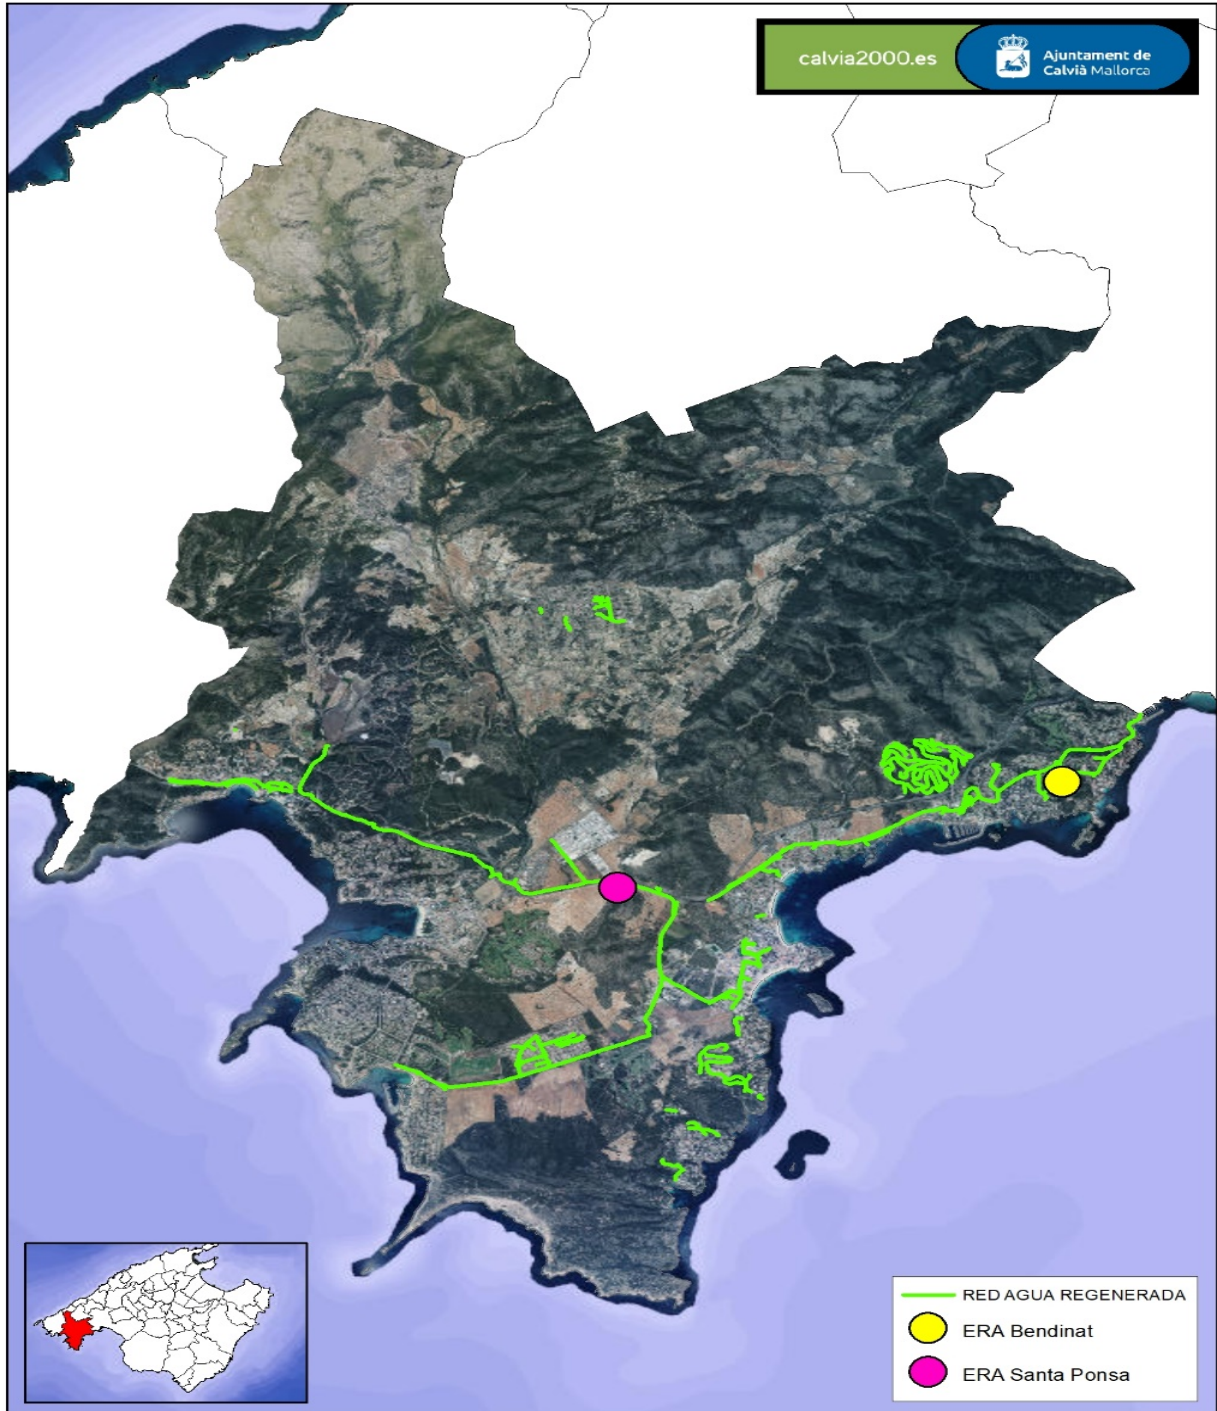 calvia2000.es
Ajuntament de
Calvià Mallorca
RED AGUA REGENERADA
ERA Bendinat
ERA Santa Ponsa